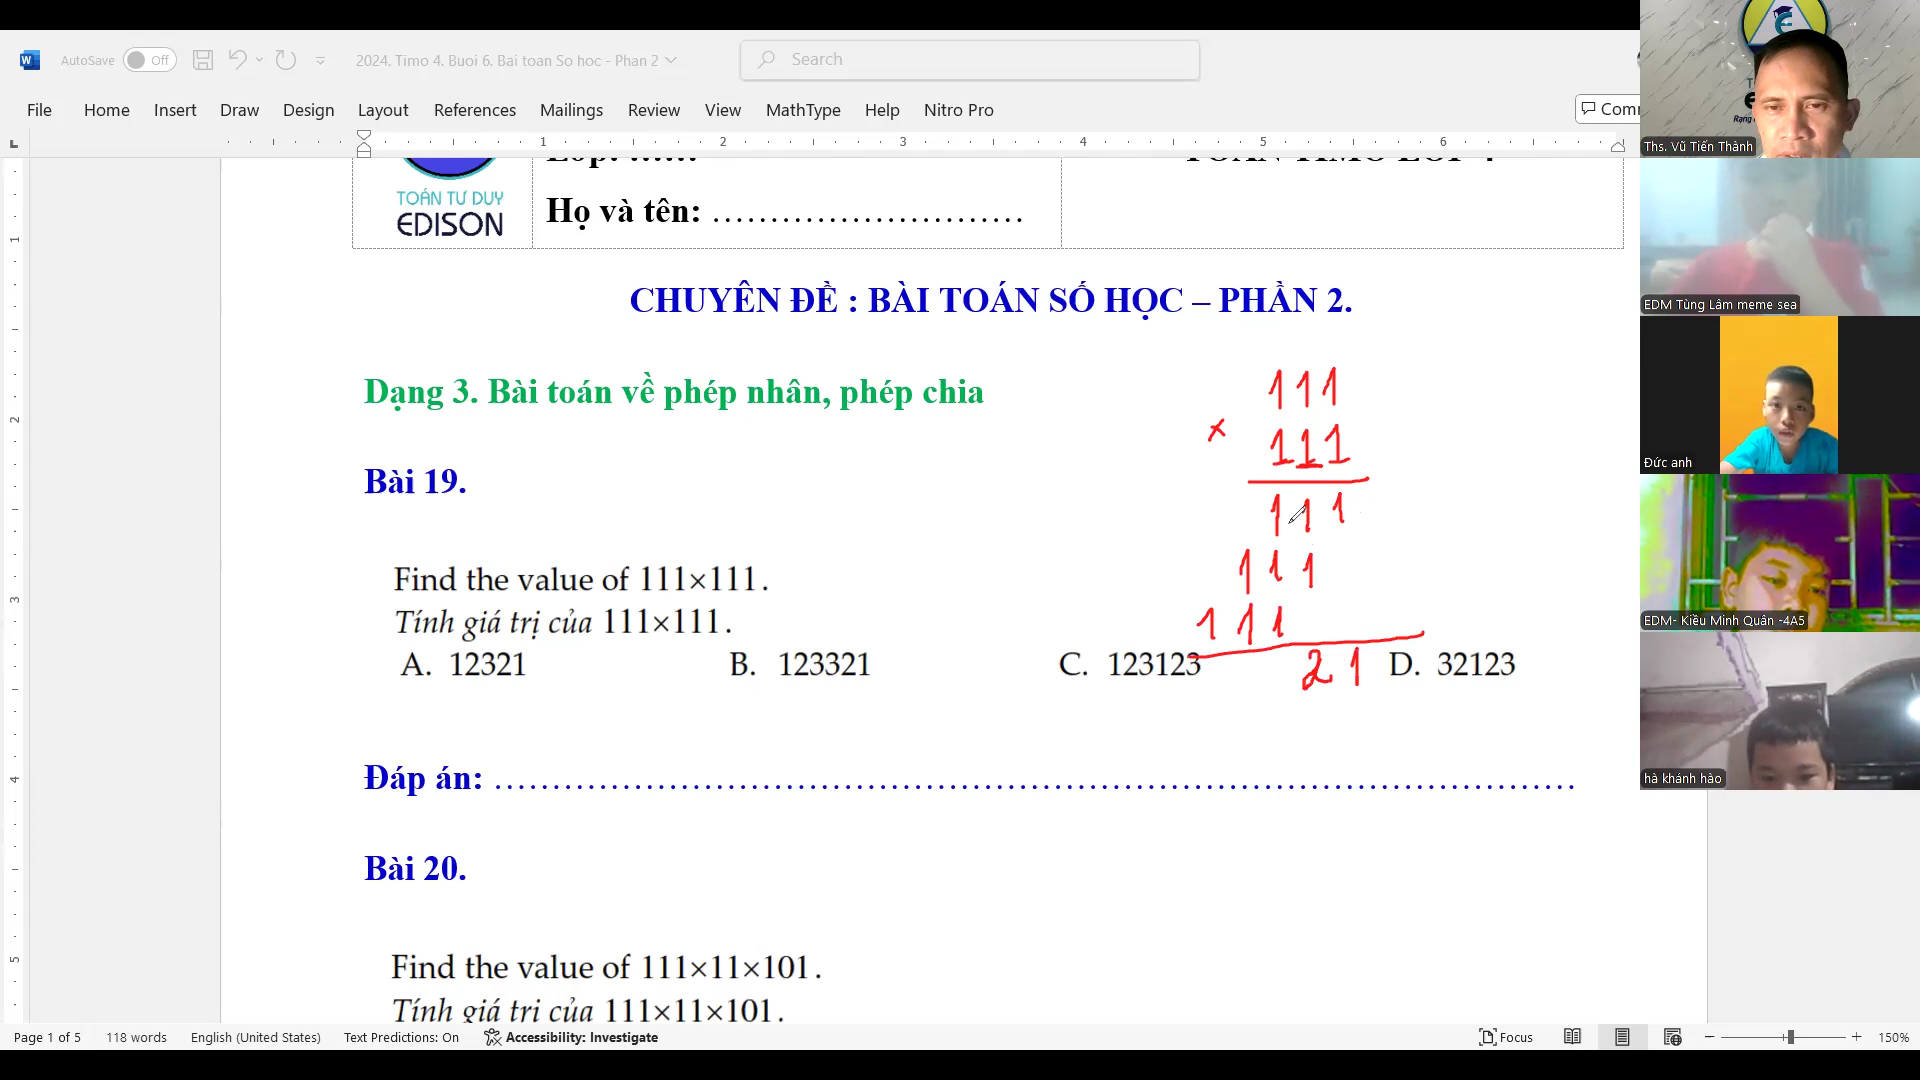 AutoSave Off 2024. Timo 4. Buoi 6. Bai toan So hoc - Phan 2 Search
File Home Insert Draw Design Layout References Mailings Review View MathType Help Nitro Pro
1 2 3 4 5 6
TOÁN TƯ DUY
EDISON
Họ và tên: ...........................
CHUYÊN ĐỀ : BÀI TOÁN SỐ HỌC – PHẦN 2.
Dạng 3. Bài toán về phép nhân, phép chia
111
× 111
111
111
111
21
Bài 19.
Find the value of 111×111.
Tính giá trị của 111×111.
A. 12321 B. 123321 C. 123123 D. 32123
Đáp án: ..........................................................................................
Bài 20.
Find the value of 111×11×101.
Tính giá trị của 111×11×101.
Page 1 of 5 118 words English (United States) Text Predictions: On Accessibility: Investigate Focus 150%
Ths. Vũ Tiến Thành
EDM Tùng Lâm meme sea
Đức anh
EDM- Kiều Minh Quân -4A5
hà khánh hào